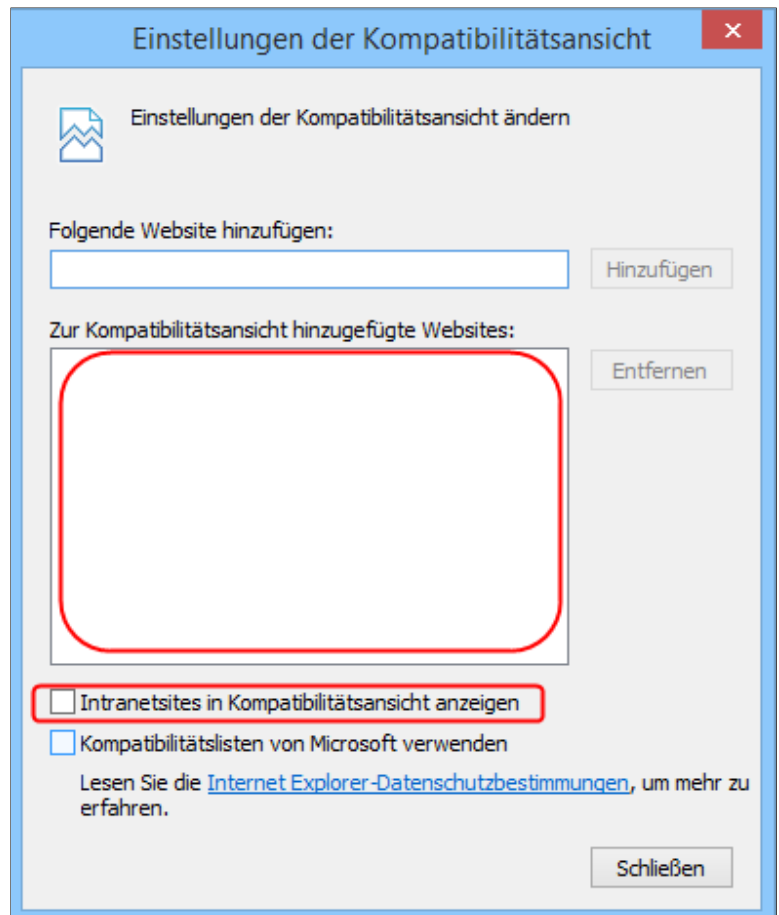 Einstellungen der Kompatibilitätsansicht
Einstellungen der Kompatibilitätsansicht ändern
Folgende Website hinzufügen:
Hinzufügen
Zur Kompatibilitätsansicht hinzugefügte Websites:
Entfernen
Intranetsites in Kompatibilitätsansicht anzeigen
Kompatibilitätslisten von Microsoft verwenden
Lesen Sie die Internet Explorer-Datenschutzbestimmungen, um mehr zu
erfahren.
Schließen